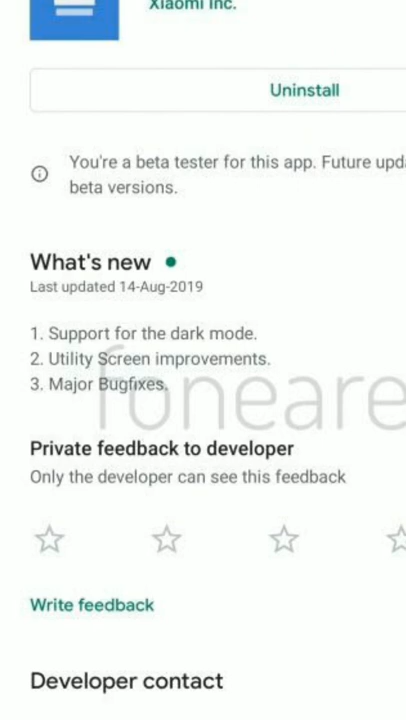 Xiaomi Inc.
Uninstall
You're a beta tester for this app. Future
beta versions.
What's new
Last updated 14-Aug-2019
1. Support for the dark mode.
2. Utility Screen improvements.
3. Major Bugfixes.
foneare
Private feedback to developer
Only the developer can see this feedback
Write feedback
Developer contact